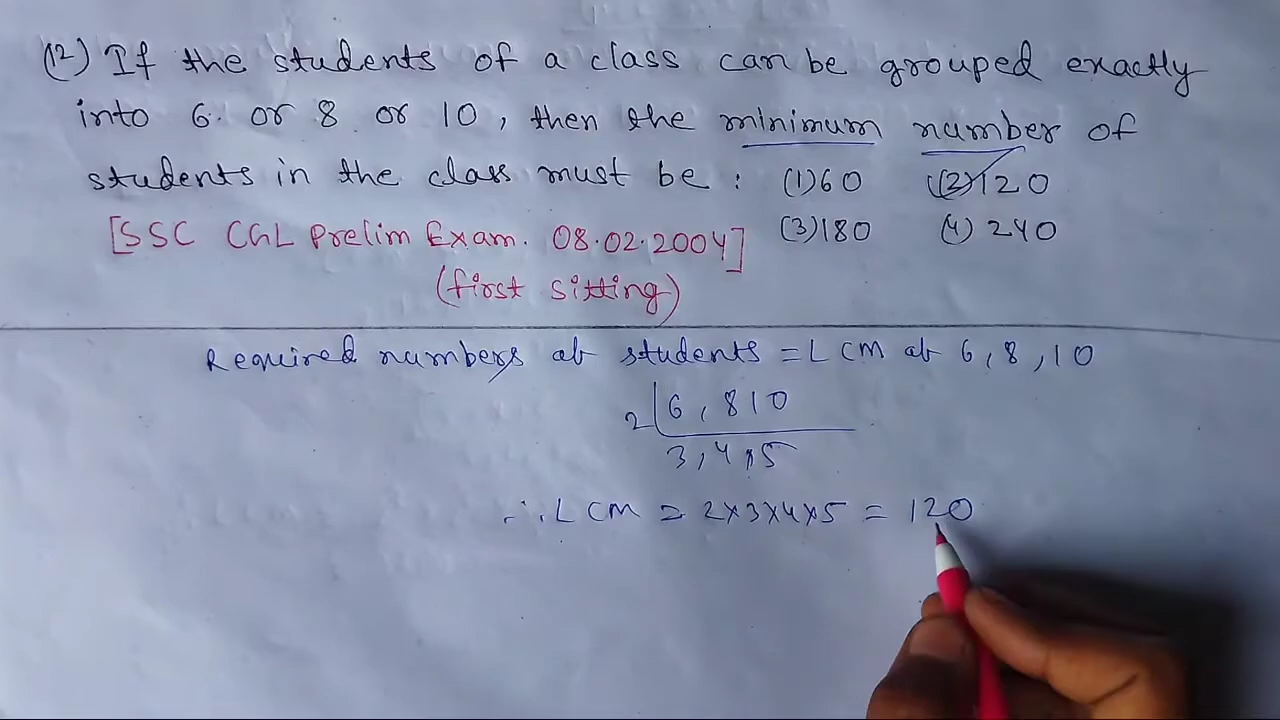 (12) If the students of a class can be grouped exactly
into 6 or 8 or 10, then the minimum number of
students in the class must be : (1) 60 (2) 120
[SSC CGL Prelim Exam. 08.02.2004] (3) 180 (4) 240
(first sitting)
Required numbers of students = LCM of 6, 8, 10
2 | 6, 8 10
3, 4, 5
∴ LCM = 2×3×4×5 = 120